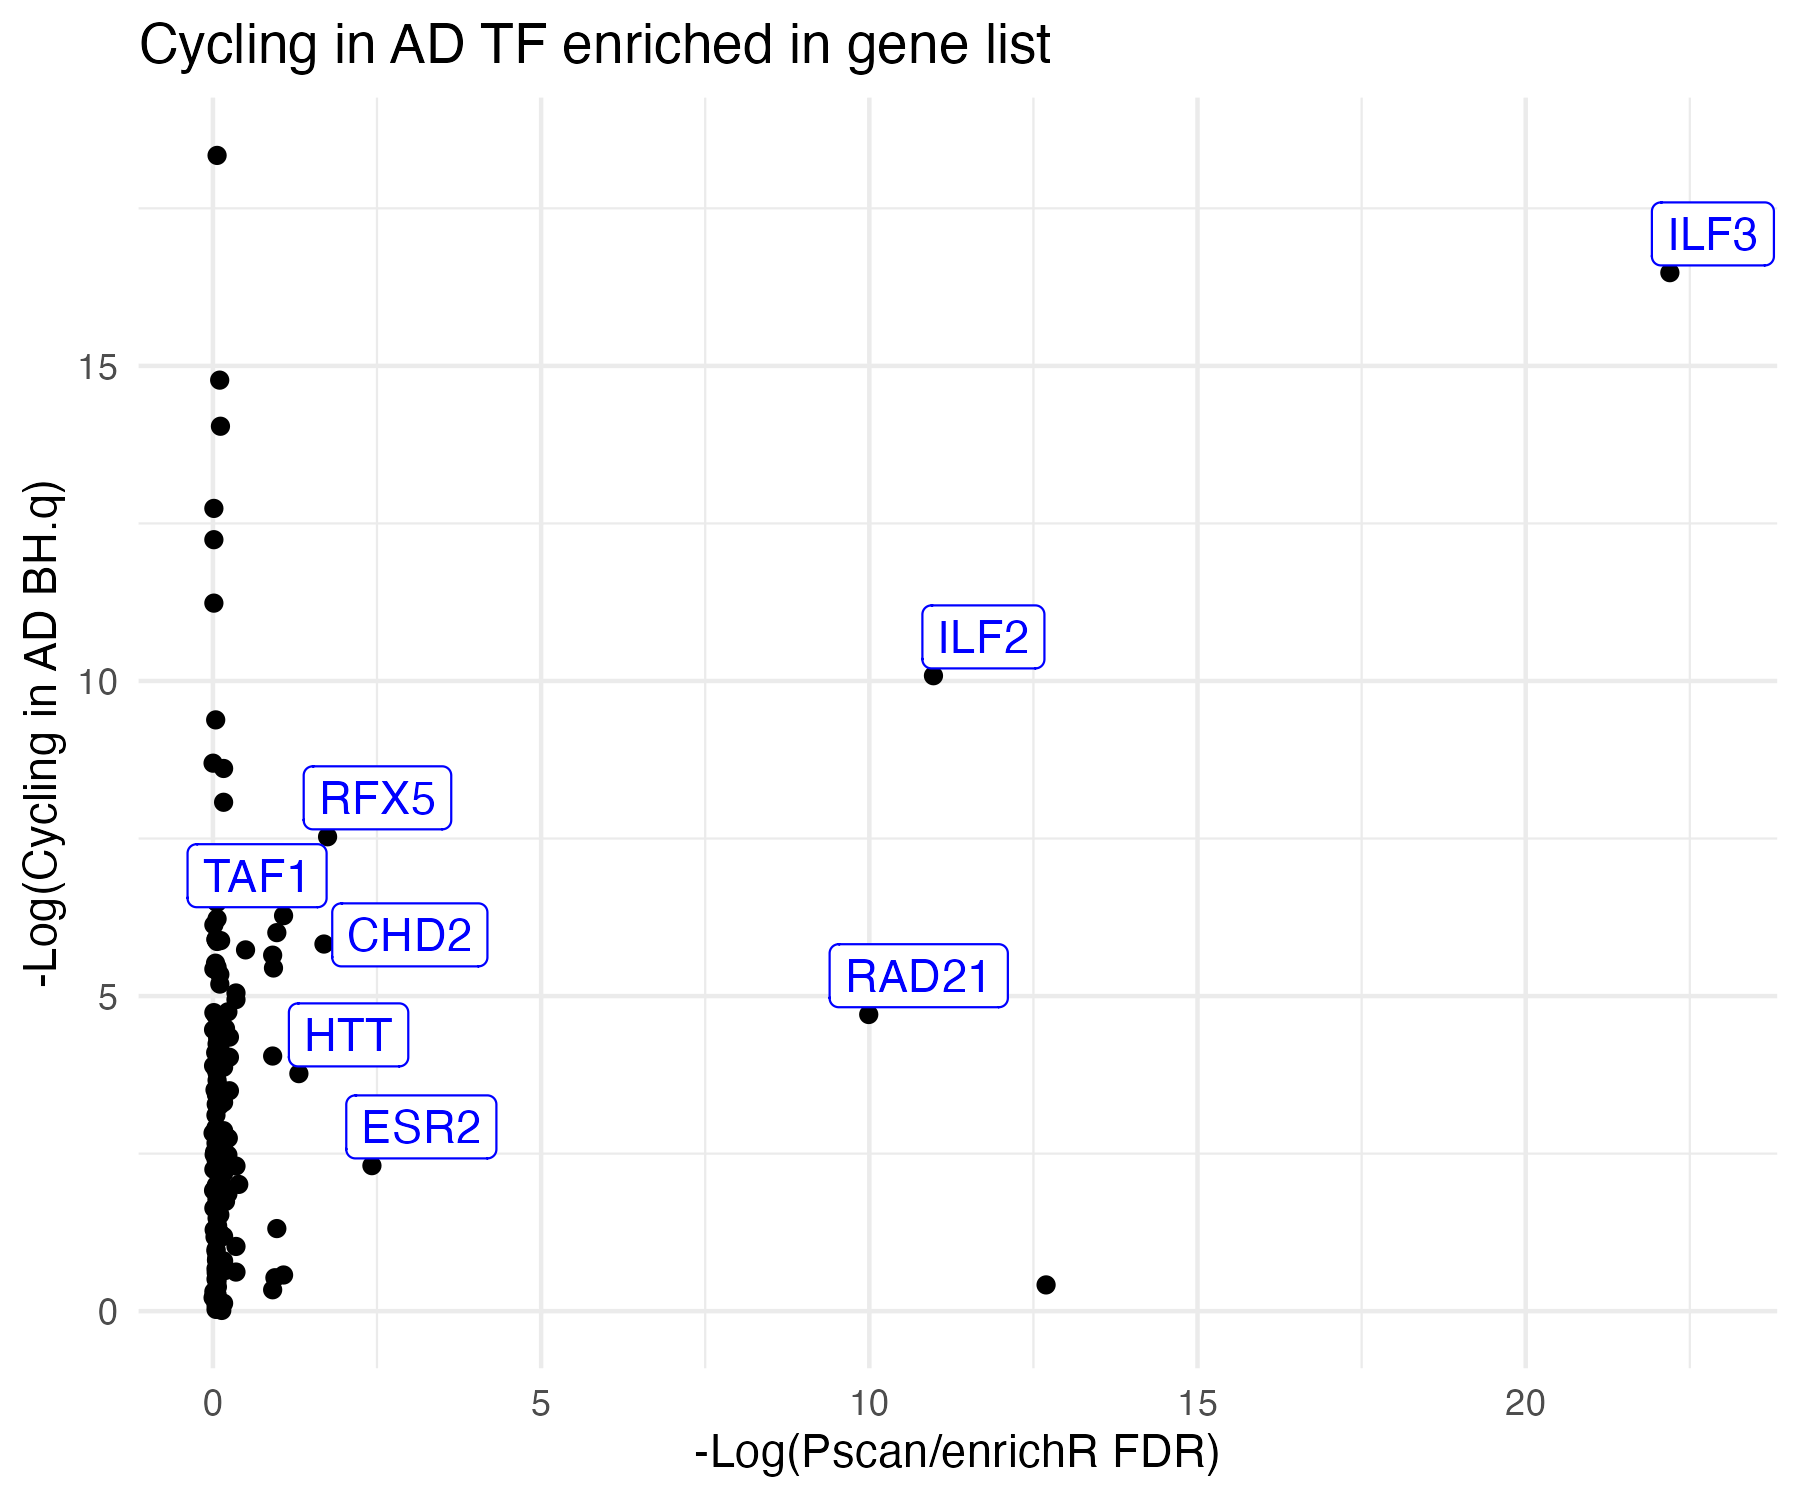 Cycling in AD TF enriched in gene list
-Log(Cycling in AD BH.q)
15
10
5
0
ILF3
ILF2
RFX5
TAF1
CHD2
RAD21
HTT
ESR2
0
5
10
15
20
-Log(Pscan/enrichR FDR)